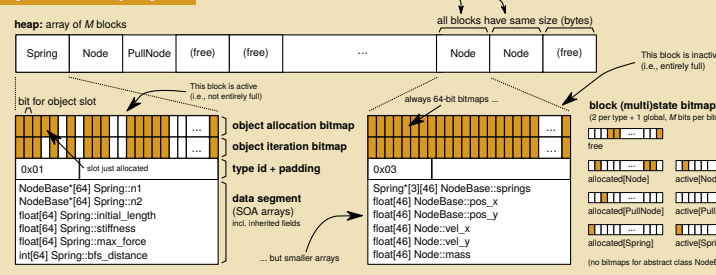 heap: array of M blocks
all blocks have same size (bytes)
Spring
Node
PullNode
(free)
(free)
...
Node
Node
(free)
This block is inactive
(i.e., entirely full)
This block is active
(i.e., not entirely full)
bit for object slot
always 64-bit bitmaps ...
...
object allocation bitmap
...
object iteration bitmap
0x01
slot just allocated
type id + padding
NodeBase*[64] Spring::n1
NodeBase*[64] Spring::n2
float[64] Spring::initial_length
float[64] Spring::stiffness
float[64] Spring::max_force
int[64] Spring::bfs_distance
data segment
(SOA arrays)
incl. inherited fields
... but smaller arrays
...
...
0x03
Spring*[3][46] NodeBase::springs
float[46] NodeBase::pos_x
float[46] NodeBase::pos_y
float[46] Node::vel_x
float[46] Node::vel_y
float[46] Node::mass
block (multi)state bitmap
(2 per type + 1 global, M bits per bitm
...
free
...
allocated[Node]
active[Nod
...
allocated[PullNode]
active[Pull
...
allocated[Spring]
active[Spri
(no bitmaps for abstract class NodeB